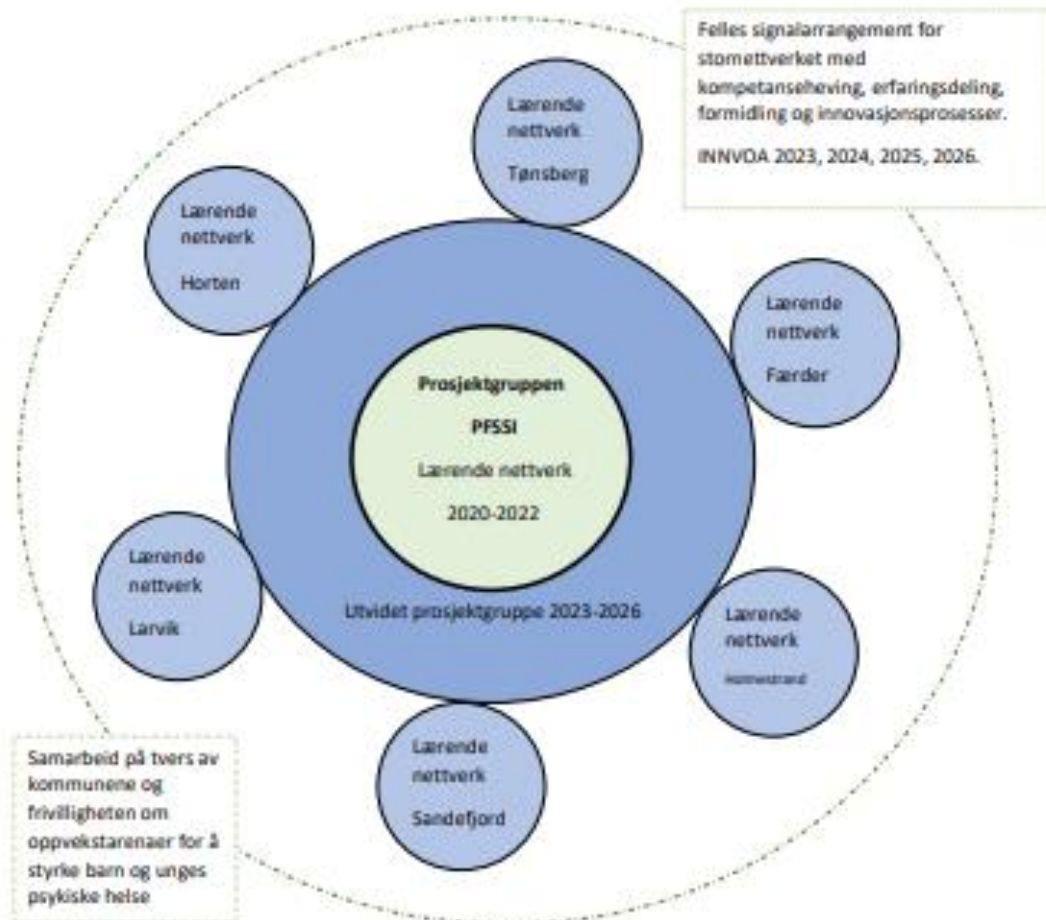 Felles signalarrangement for
stornettverket med
kompetanseheving, erfaringsdeling,
formidling og innovasjonsprosesser.
INNVOA 2023, 2024, 2025, 2026.
Lærende
nettverk
Tønsberg
Lærende
nettverk
Horten
Lærende
nettverk
Færder
Prosjektgruppen
PFSSI
Lærende nettverk
2020-2022
Utvidet prosjektgruppe 2023-2026
Lærende
nettverk
Larvik
Lærende
nettverk
Holmestrand
Lærende
nettverk
Sandefjord
Samarbeid på tvers av
kommunene og
frivilligheten om
oppvekstarenaer for å
styrke barn og unges
psykiske helse